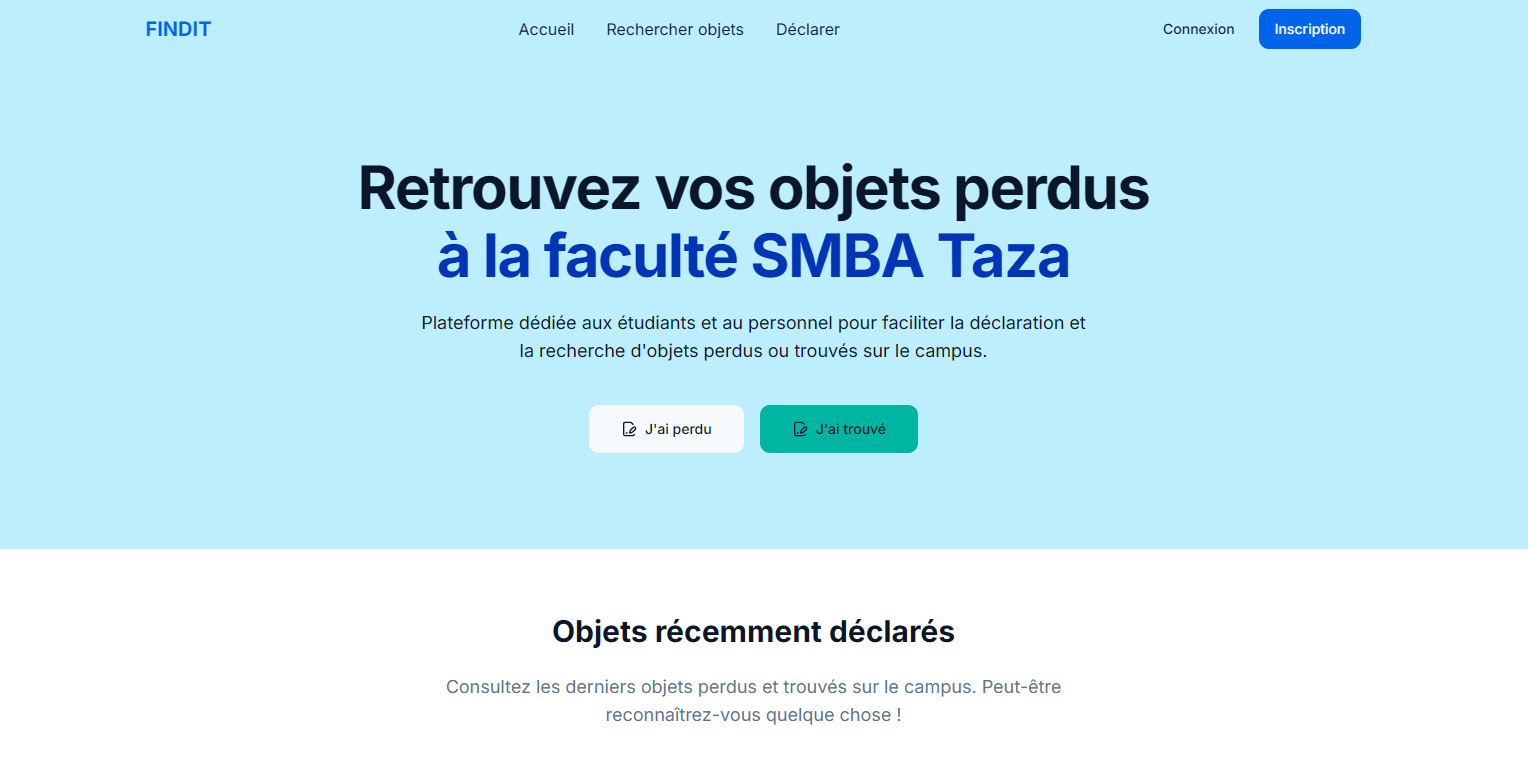 FINDIT
Accueil
Rechercher objets
Déclarer
Connexion
Inscription
Retrouvez vos objets perdus
à la faculté SMBA Taza
Plateforme dédiée aux étudiants et au personnel pour faciliter la déclaration et
la recherche d'objets perdus ou trouvés sur le campus.
J'ai perdu
J'ai trouvé
Objets récemment déclarés
Consultez les derniers objets perdus et trouvés sur le campus. Peut-être
reconnaîtrez-vous quelque chose !